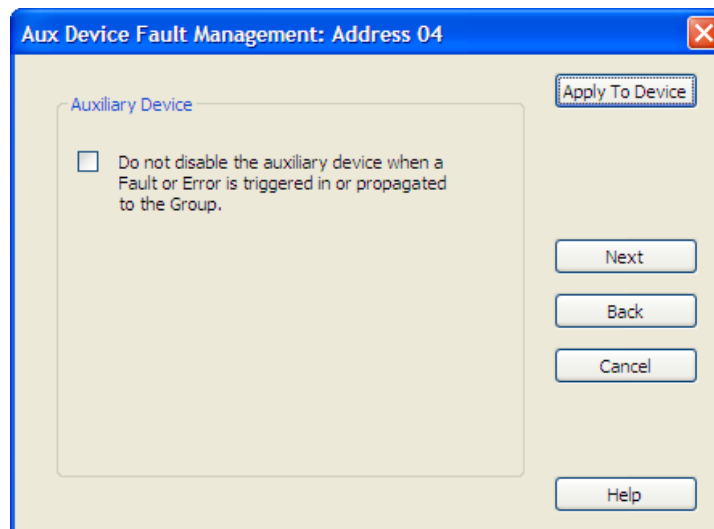 Aux Device Fault Management: Address 04
Apply To Device
Auxiliary Device
Do not disable the auxiliary device when a
Fault or Error is triggered in or propagated
to the Group.
Next
Back
Cancel
Help